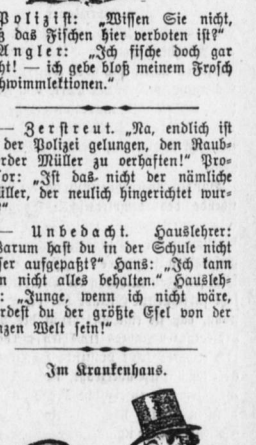 Polizist: „Wissen Sie nicht,
ß das Fischen hier verboten ist?“
Angler: „Ich fische doch gar
ht! — ich gebe bloß meinem Frosch
hwimmlektionen.“
— Zerstreut. „Na, endlich ist
der Polizei gelungen, den Raub-
rder Müller zu verhaften!“ Pro-
or: „Ist das nicht der nämliche
üller, der neulich hingerichtet wur-
“
— Unbedacht. Hauslehrer:
Warum hast du in der Schule nicht
ser aufgepaßt?“ Hans: „Ich kann
n nicht alles behalten.“ Hausleh-
: „Junge, wenn ich nicht wäre,
rdest du der größte Esel von der
nzen Welt sein!“
Im Krankenhaus.